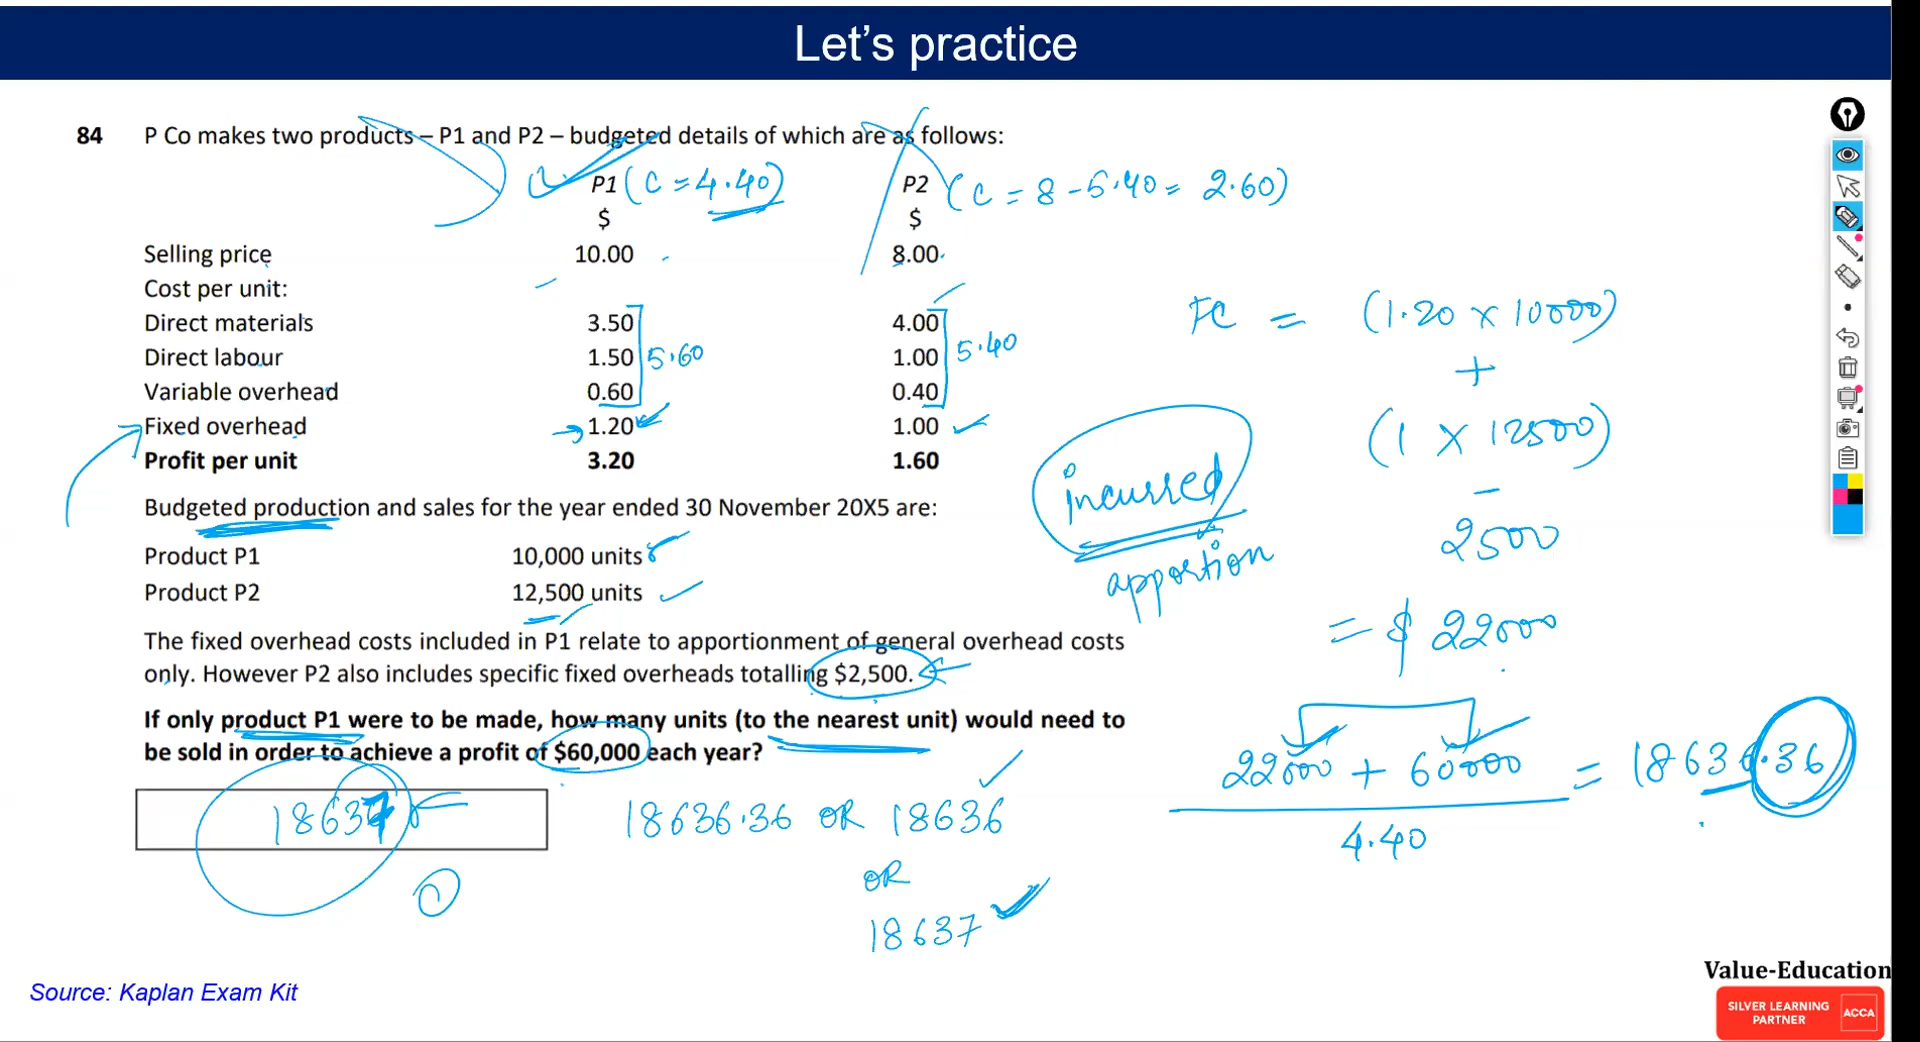 Let's practice
84 P Co makes two products – P1 and P2 – budgeted details of which are as follows:
P1 (C = 4.40) P2 (C = 8 - 5.40 = 2.60)
$ $
Selling price 10.00 8.00
Cost per unit:
Direct materials 3.50 4.00
Direct labour 1.50 5.60 1.00 5.40
Variable overhead 0.60 0.40
Fixed overhead 1.20 1.00
Profit per unit 3.20 1.60
FC = (1.20 x 10000)
+
(1 x 12500)
-
2500
= $ 22000
incurred
apportion
Budgeted production and sales for the year ended 30 November 20X5 are:
Product P1 10,000 units
Product P2 12,500 units
The fixed overhead costs included in P1 relate to apportionment of general overhead costs
only. However P2 also includes specific fixed overheads totalling $2,500.
If only product P1 were to be made, how many units (to the nearest unit) would need to
be sold in order to achieve a profit of $60,000 each year?
22000 + 60000 = 18636.36
4.40
18637 18636.36 OR 18636
OR
18637
Source: Kaplan Exam Kit
Value-Education
SILVER LEARNING
PARTNER
ACCA